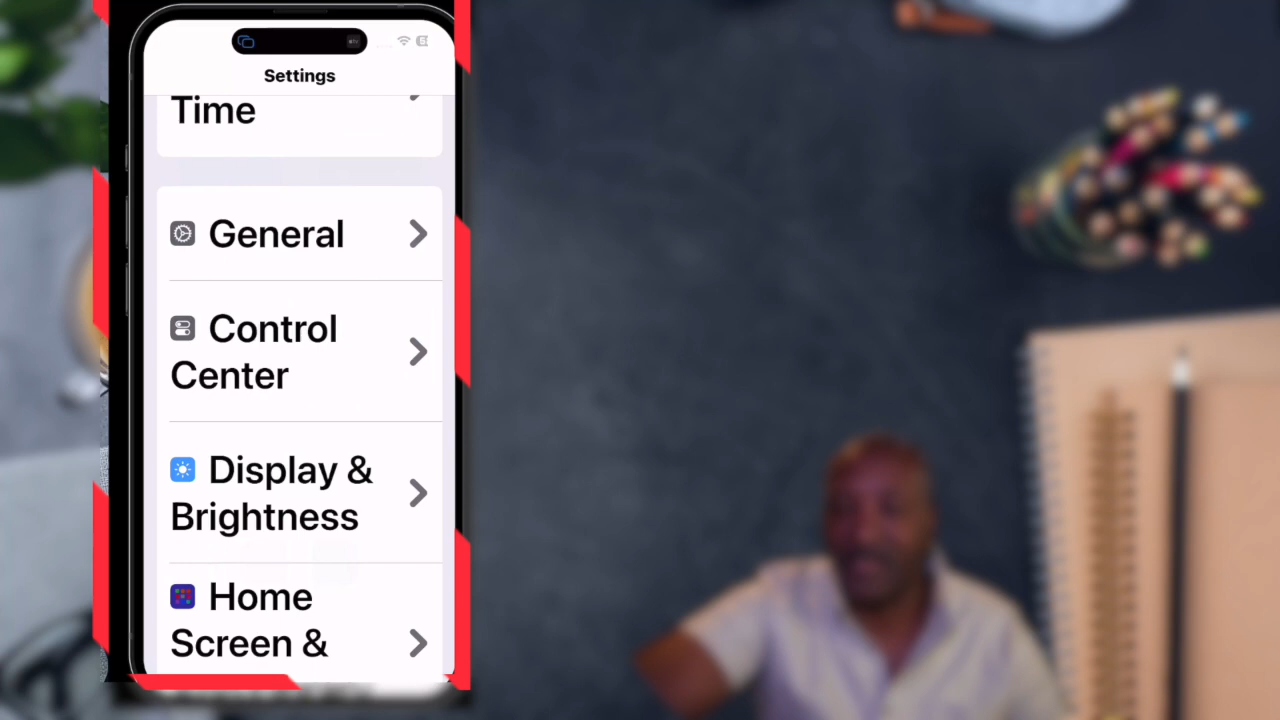 Settings
Time
General
Control
Center
Display &
Brightness
Home
Screen &